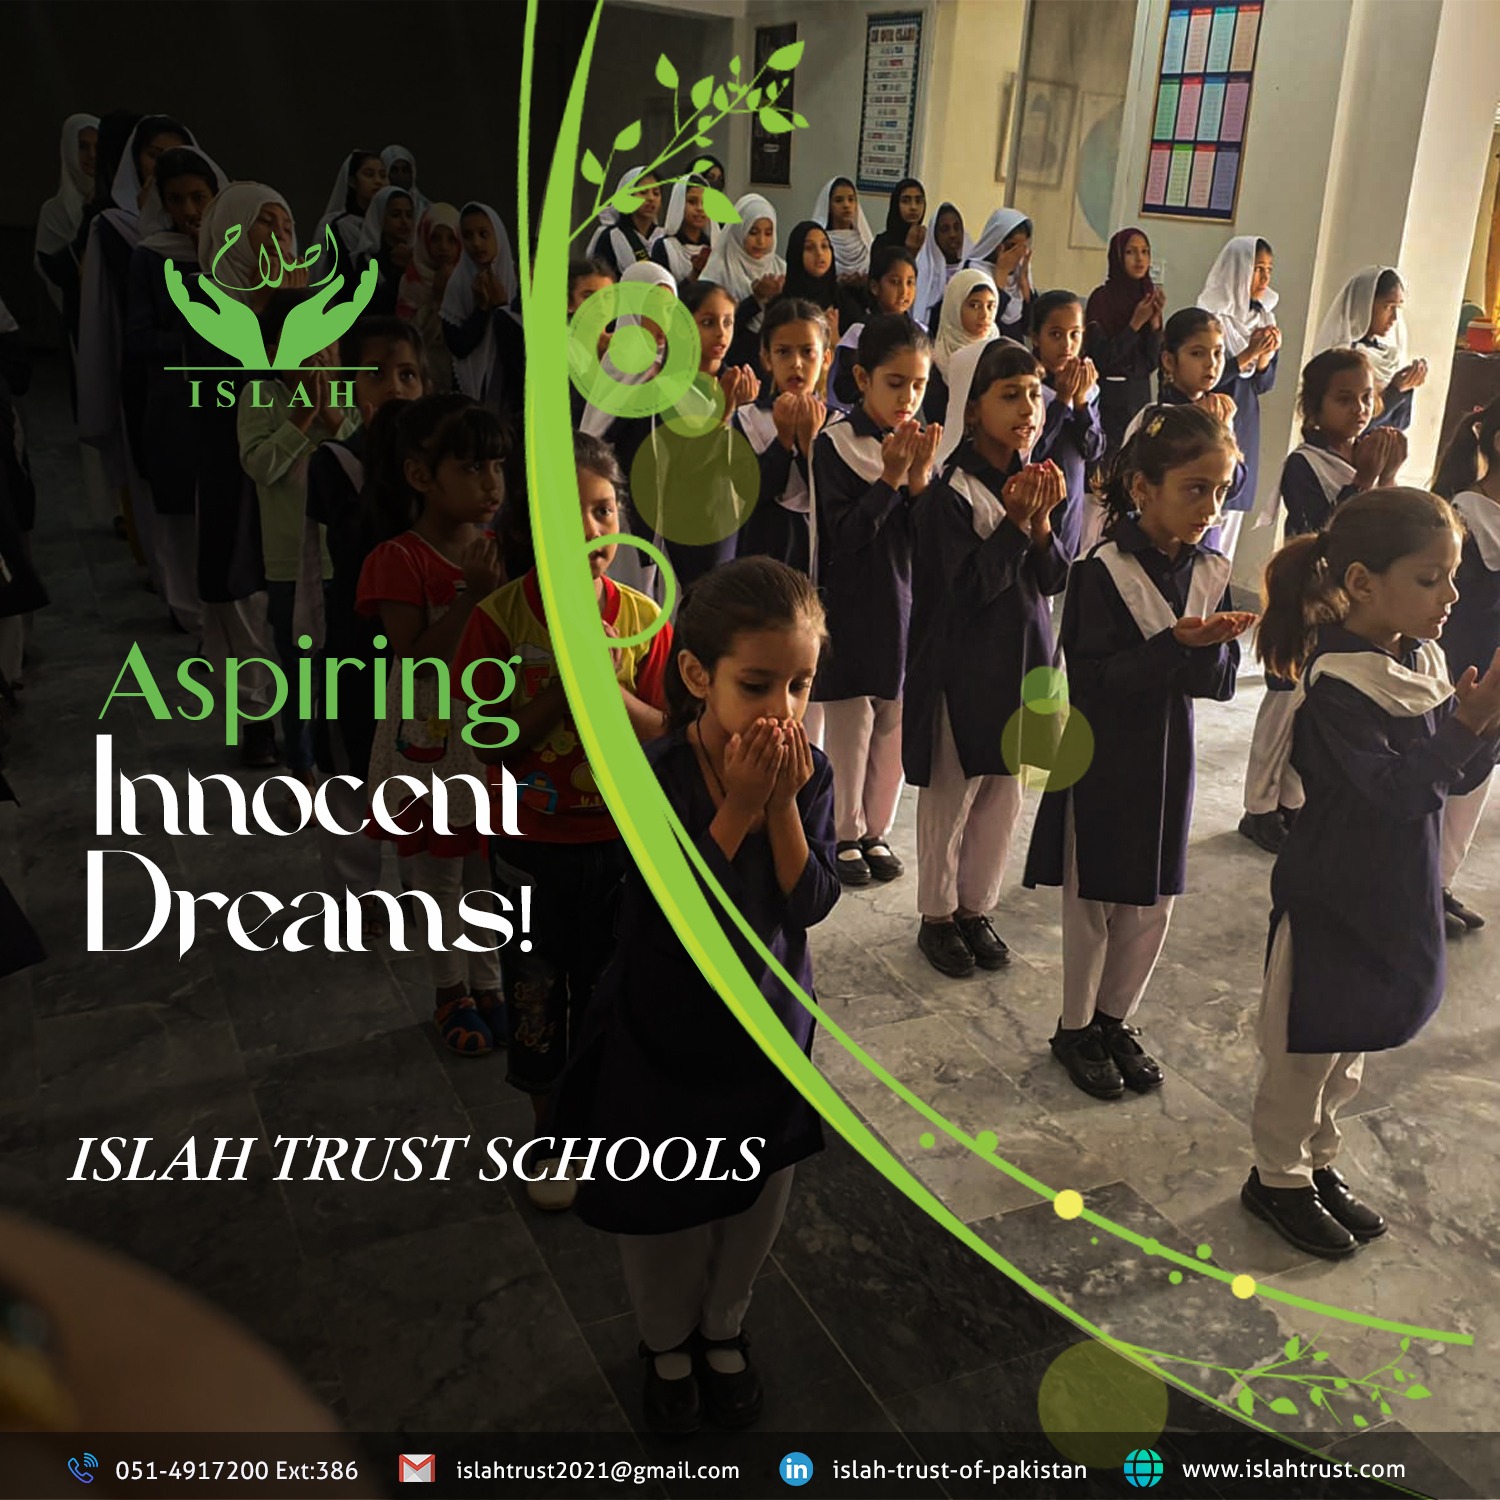 اصلاح
ISLAH
Aspiring
Innocent
Dreams!
ISLAH TRUST SCHOOLS
051-4917200 Ext:386
islahtrust2021@gmail.com
in
islah-trust-of-pakistan
www.islahtrust.com